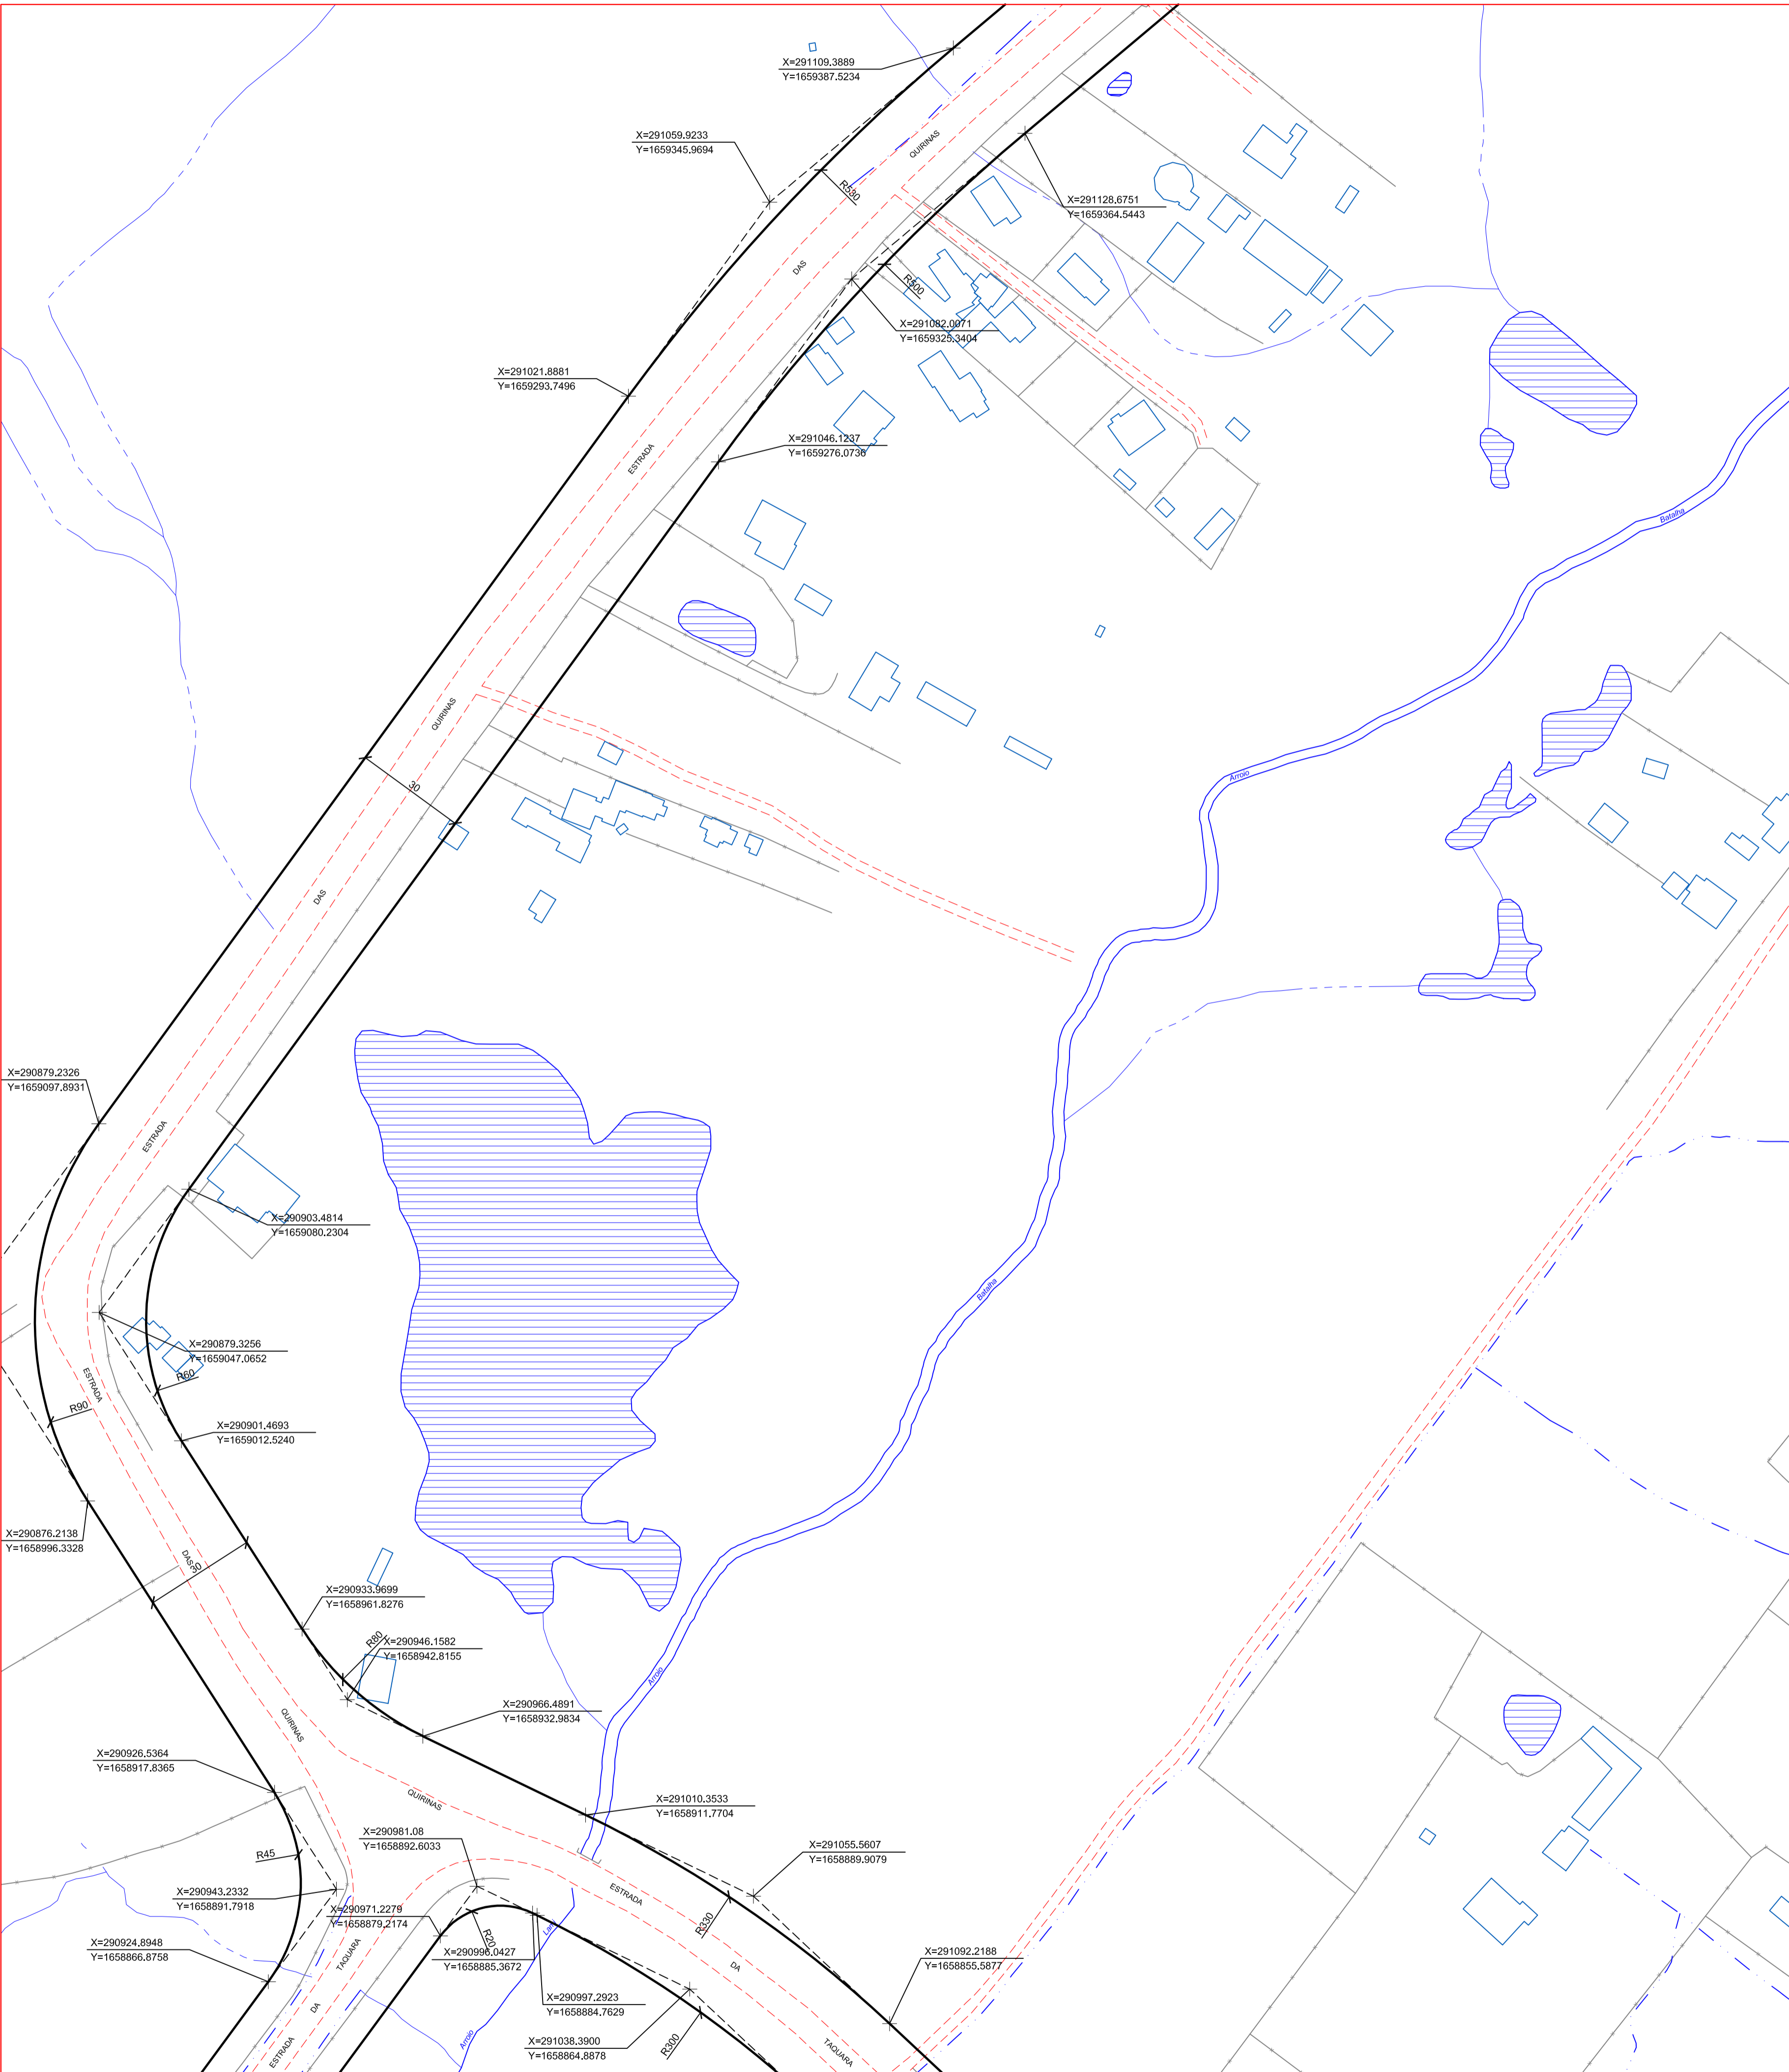 X=291109.3889
Y=1659387.5234
X=291059.9233
Y=1659345.9694
QUIRINAS
R530
X=291128.6751
Y=1659364.5443
DAS
R500
X=291082.0071
Y=1659325.3404
X=291021.8881
Y=1659293.7496
X=291046.1237
Y=1659276.0736
ESTRADA
Batalha
QUIRINAS
Arroio
30
DAS
X=290879.2326
Y=1659097.8931
ESTRADA
X=290903.4814
Y=1659080.2304
Batalha
X=290879.3256
Y=1659047.0652
ESTRADA
R60
R90
X=290901.4693
Y=1659012.5240
X=290876.2138
Y=1658996.3328
DAS
30
X=290933.9699
Y=1658961.8276
R80
X=290946.1582
Y=1658942.8155
Arroio
X=290966.4891
Y=1658932.9834
QUIRINAS
X=290926.5364
Y=1658917.8365
QUIRINAS
X=291010.3533
Y=1658911.7704
X=290981.08
Y=1658892.6033
X=291055.5607
Y=1658889.9079
R45
X=290943.2332
Y=1658891.7918
ESTRADA
X=290971.2279
Y=1658879.2174
R330
R20
X=290924.8948
Y=1658866.8758
TAQUARA
X=290996.0427
Y=1658885.3672
DA
X=291092.2188
Y=1658855.5877
X=290997.2923
Y=1658884.7629
DA
X=291038.3900
Y=1658864.8878
R300
Arroio
ESTRADA
TAQUARA